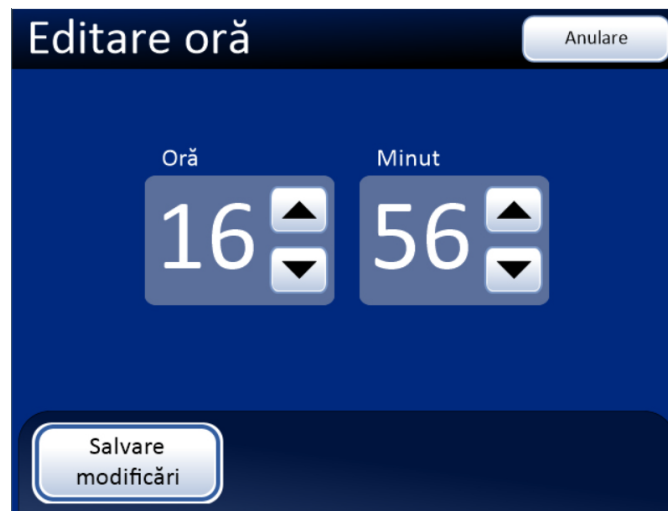 Editare oră
Anulare
Oră
Minut
16
56
Salvare
modificări